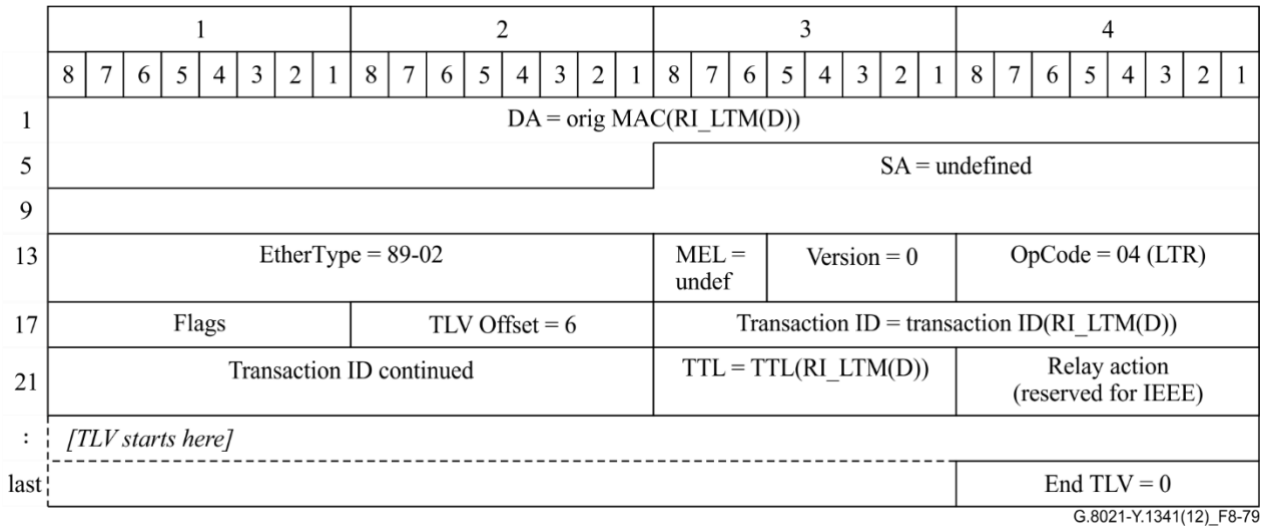 1 2 3 4
8 7 6 5 4 3 2 1 8 7 6 5 4 3 2 1 8 7 6 5 4 3 2 1 8 7 6 5 4 3 2 1
1 DA = orig MAC(RI_LTM(D))
5 SA = undefined
9
13 EtherType = 89-02 MEL = Version = 0 OpCode = 04 (LTR)
undef
17 Flags TLV Offset = 6 Transaction ID = transaction ID(RI_LTM(D))
21 Transaction ID continued TTL = TTL(RI_LTM(D)) Relay action
(reserved for IEEE)
: [TLV starts here]
last End TLV = 0
G.8021-Y.1341(12)_F8-79